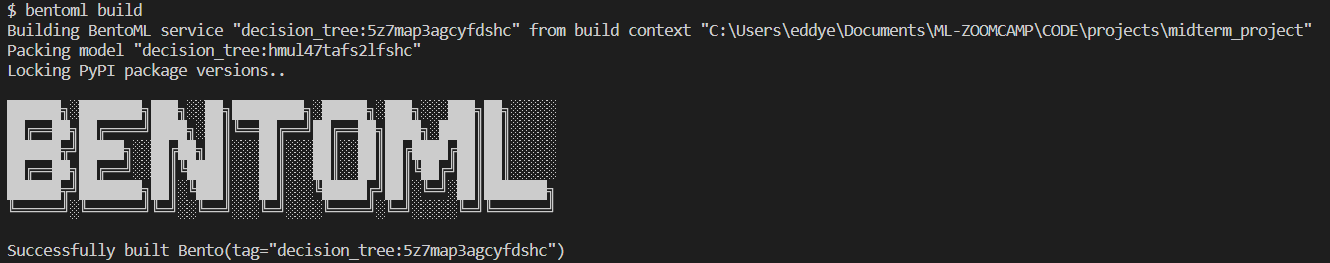 $ bentoml build
Building BentoML service "decision_tree:5z7map3agcyfdshc" from build context "C:\Users\eddye\Documents\ML-ZOOMCAMP\CODE\projects\midterm_project"
Packing model "decision_tree:hmul47tafs2lfshc"
Locking PyPI package versions..
BENTOML
Successfully built Bento(tag="decision_tree:5z7map3agcyfdshc")